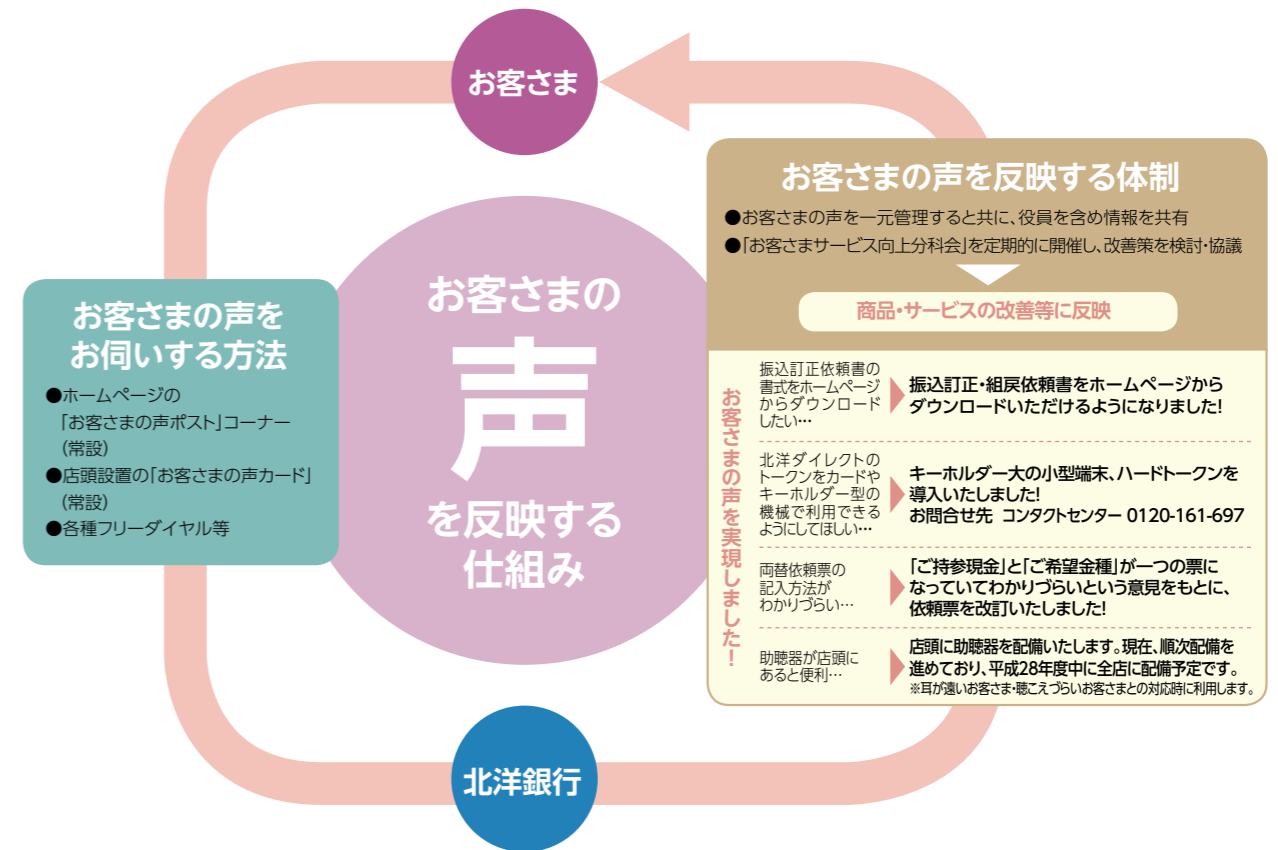 お客さま
お客さまの声を反映する体制
●お客さまの声を一元管理すると共に、役員を含め情報を共有
●「お客さまサービス向上分科会」を定期的に開催し、改善策を検討・協議
商品・サービスの改善等に反映
お客さまの声を
お伺いする方法
●ホームページの
「お客さまの声ポスト」コーナー
(常設)
●店頭設置の「お客さまの声カード」
(常設)
●各種フリーダイヤル等
お客さまの
声
を反映する
仕組み
お客さまの声を実現しました!
振込訂正依頼書の
書式をホームページ
からダウンロード
したい…
振込訂正・組戻依頼書をホームページから
ダウンロードいただけるようになりました!
北洋ダイレクトの
トークンをカードや
キーホルダー型の
機械で利用できる
ようにしてほしい…
キーホルダー大の小型端末、ハードトークンを
導入いたしました!
お問合せ先 コンタクトセンター 0120-161-697
両替依頼票の
記入方法が
わかりづらい…
「ご持参現金」と「ご希望金種」が一つの票に
なっていてわかりづらいという意見をもとに、
依頼票を改訂いたしました!
助聴器が店頭に
あると便利…
店頭に助聴器を配備いたします。現在、順次配備を
進めており、平成28年度中に全店に配備予定です。
※耳が遠いお客さま・聴こえづらいお客さまとの対応時に利用します。
北洋銀行